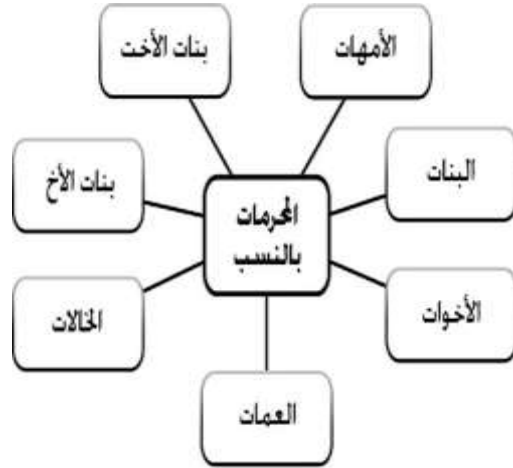 الأمهات
بنات الأخت
البنات
بنات الأخ
المحرمات
بالنسب
الأخوات
الخالات
العمات